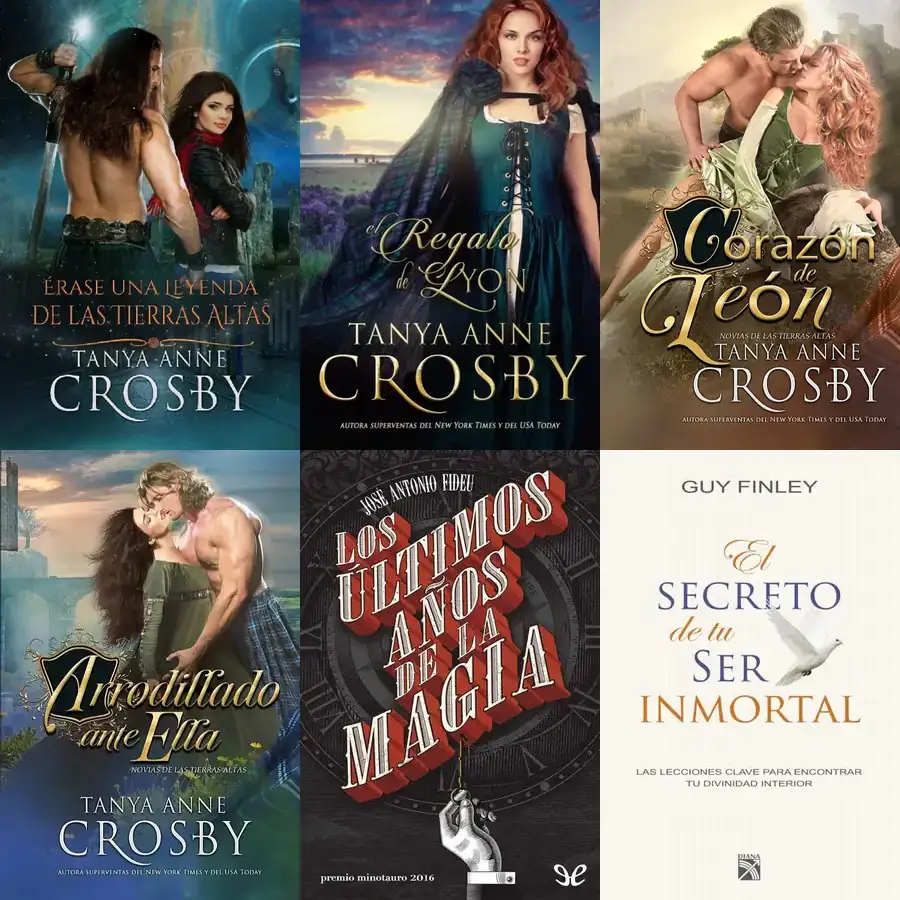 ÉRASE UNA LEYENDA
DE LAS TIERRAS ALTAS
TANYA ANNE
CROSBY
el Regalo
de Lyon
TANYA ANNE
CROSBY
AUTORA SUPERVENTAS DEL NEW YORK TIMES Y DEL USA TODAY
Corazón
de
León
NOVIAS DE LAS TIERRAS ALTAS
TANYA ANNE
CROSBY
AUTORA SUPERVENTAS DEL NEW YORK TIMES Y DEL USA TODAY
Arrodillado
ante Ella
NOVIAS DE LAS TIERRAS ALTAS
TANYA ANNE
CROSBY
AUTORA SUPERVENTAS DEL NEW YORK TIMES Y DEL USA TODAY
JOSÉ ANTONIO FIDEU
LOS
ÚLTIMOS
AÑOS
DE LA
MAGIA
premio minotauro 2016
GUY FINLEY
El
SECRETO
de tu
SER
INMORTAL
LAS LECCIONES CLAVE PARA ENCONTRAR
TU DIVINIDAD INTERIOR
DIANA